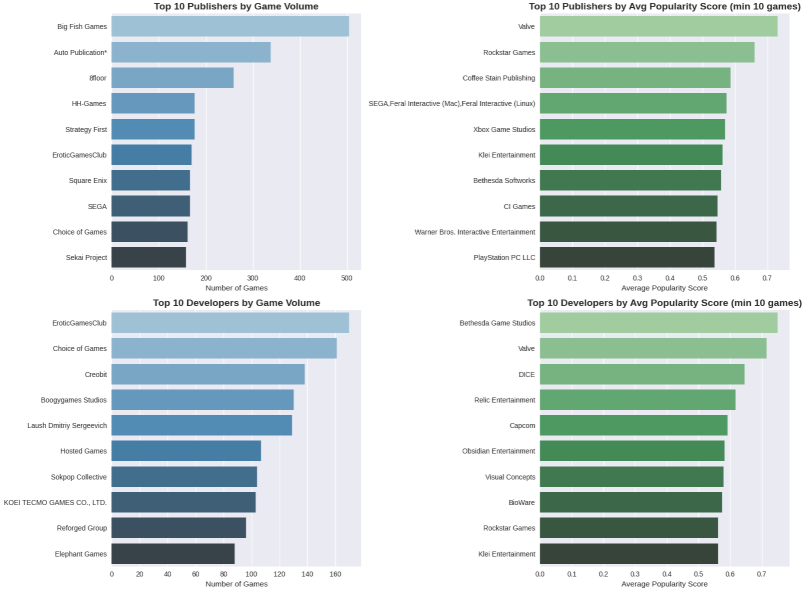 Top 10 Publishers by Game Volume
Big Fish Games
Auto Publication*
8floor
HH-Games
Strategy First
EroticGamesClub
Square Enix
SEGA
Choice of Games
Sekai Project
0 100 200 300 400 500
Number of Games
Top 10 Publishers by Avg Popularity Score (min 10 games)
Valve
Rockstar Games
Coffee Stain Publishing
SEGA,Feral Interactive (Mac),Feral Interactive (Linux)
Xbox Game Studios
Klei Entertainment
Bethesda Softworks
CI Games
Warner Bros. Interactive Entertainment
PlayStation PC LLC
0.0 0.1 0.2 0.3 0.4 0.5 0.6 0.7
Average Popularity Score
Top 10 Developers by Game Volume
EroticGamesClub
Choice of Games
Creobit
Boogygames Studios
Laush Dmitriy Sergeevich
Hosted Games
Sokpop Collective
KOEI TECMO GAMES CO., LTD.
Reforged Group
Elephant Games
0 20 40 60 80 100 120 140 160
Number of Games
Top 10 Developers by Avg Popularity Score (min 10 games)
Bethesda Game Studios
Valve
DICE
Relic Entertainment
Capcom
Obsidian Entertainment
Visual Concepts
BioWare
Rockstar Games
Klei Entertainment
0.0 0.1 0.2 0.3 0.4 0.5 0.6 0.7
Average Popularity Score